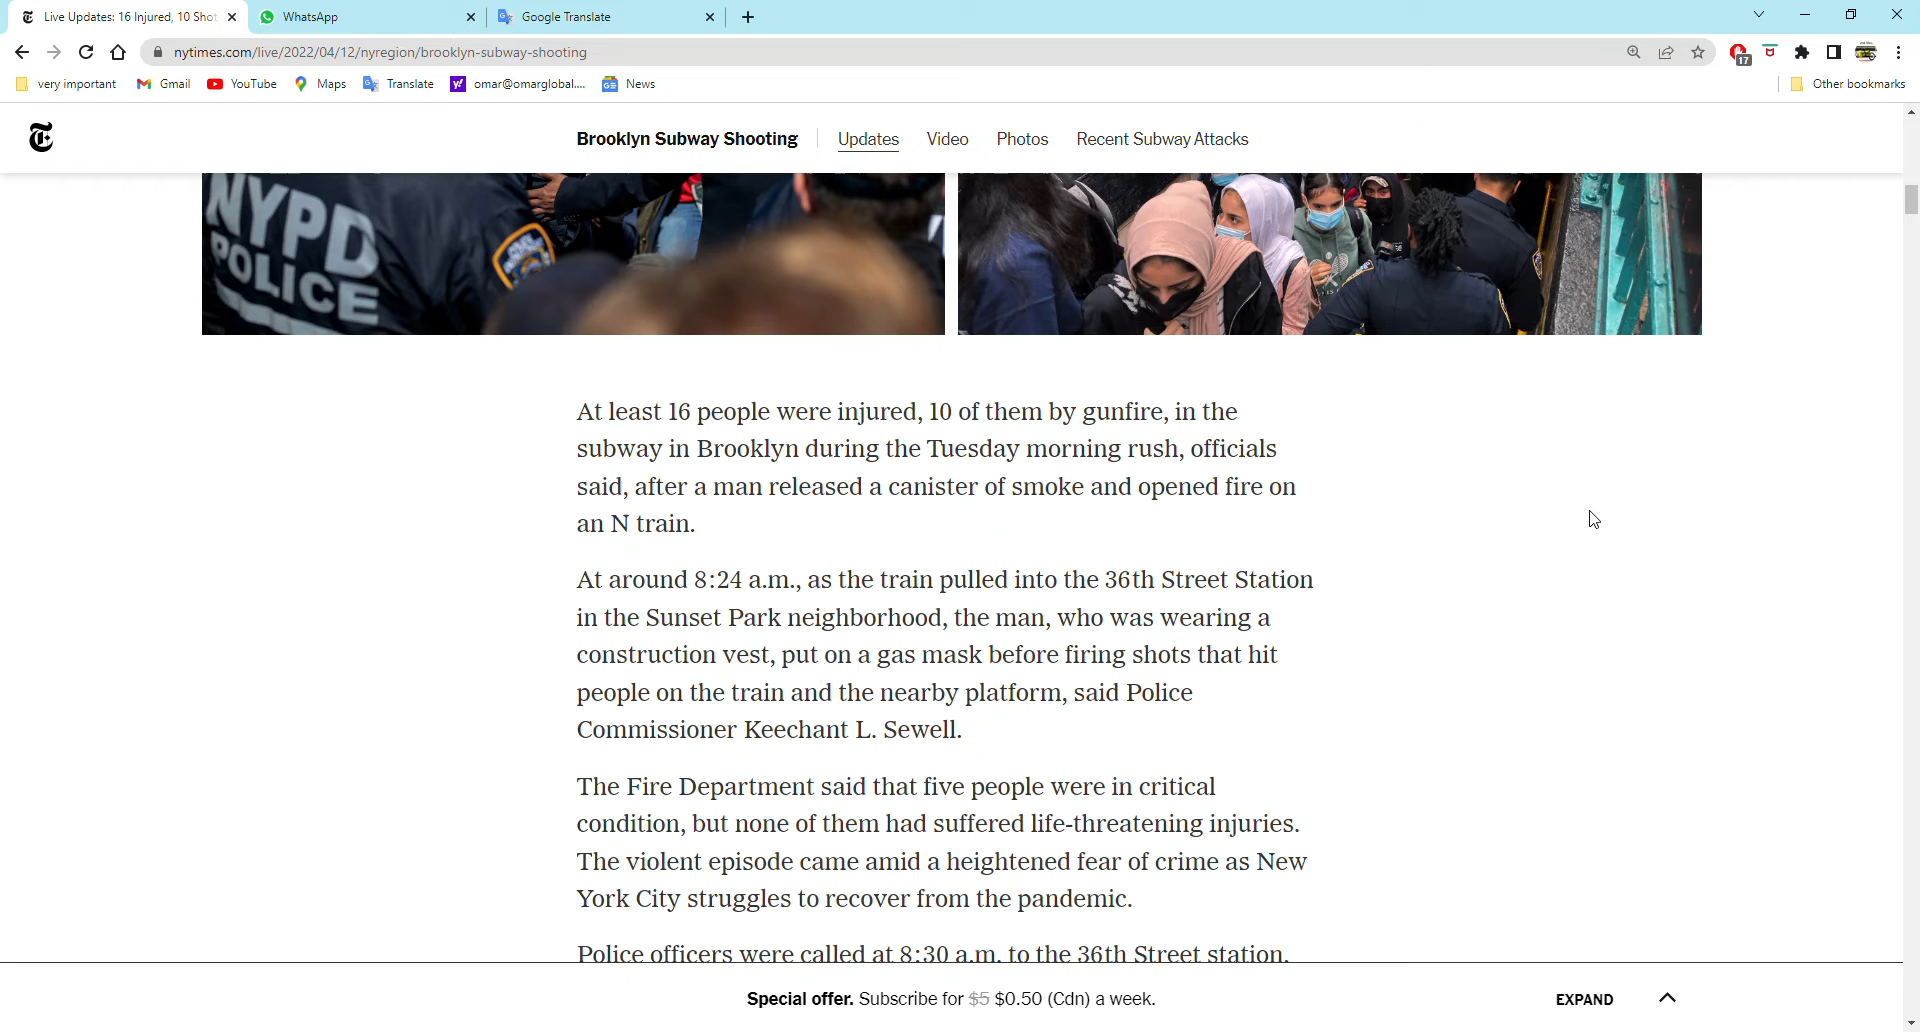 Live Updates: 16 Injured, 10 Shot
WhatsApp
Google Translate
nytimes.com/live/2022/04/12/nyregion/brooklyn-subway-shooting
17
very important
Gmail
YouTube
Maps
Translate
omar@omarglobal....
News
Other bookmarks
Brooklyn Subway Shooting
Updates
Video
Photos
Recent Subway Attacks
NYPD
POLICE
At least 16 people were injured, 10 of them by gunfire, in the
subway in Brooklyn during the Tuesday morning rush, officials
said, after a man released a canister of smoke and opened fire on
an N train.
At around 8:24 a.m., as the train pulled into the 36th Street Station
in the Sunset Park neighborhood, the man, who was wearing a
construction vest, put on a gas mask before firing shots that hit
people on the train and the nearby platform, said Police
Commissioner Keechant L. Sewell.
The Fire Department said that five people were in critical
condition, but none of them had suffered life-threatening injuries.
The violent episode came amid a heightened fear of crime as New
York City struggles to recover from the pandemic.
Police officers were called at 8:30 a.m. to the 36th Street station,
Special offer. Subscribe for $5 $0.50 (Cdn) a week.
EXPAND